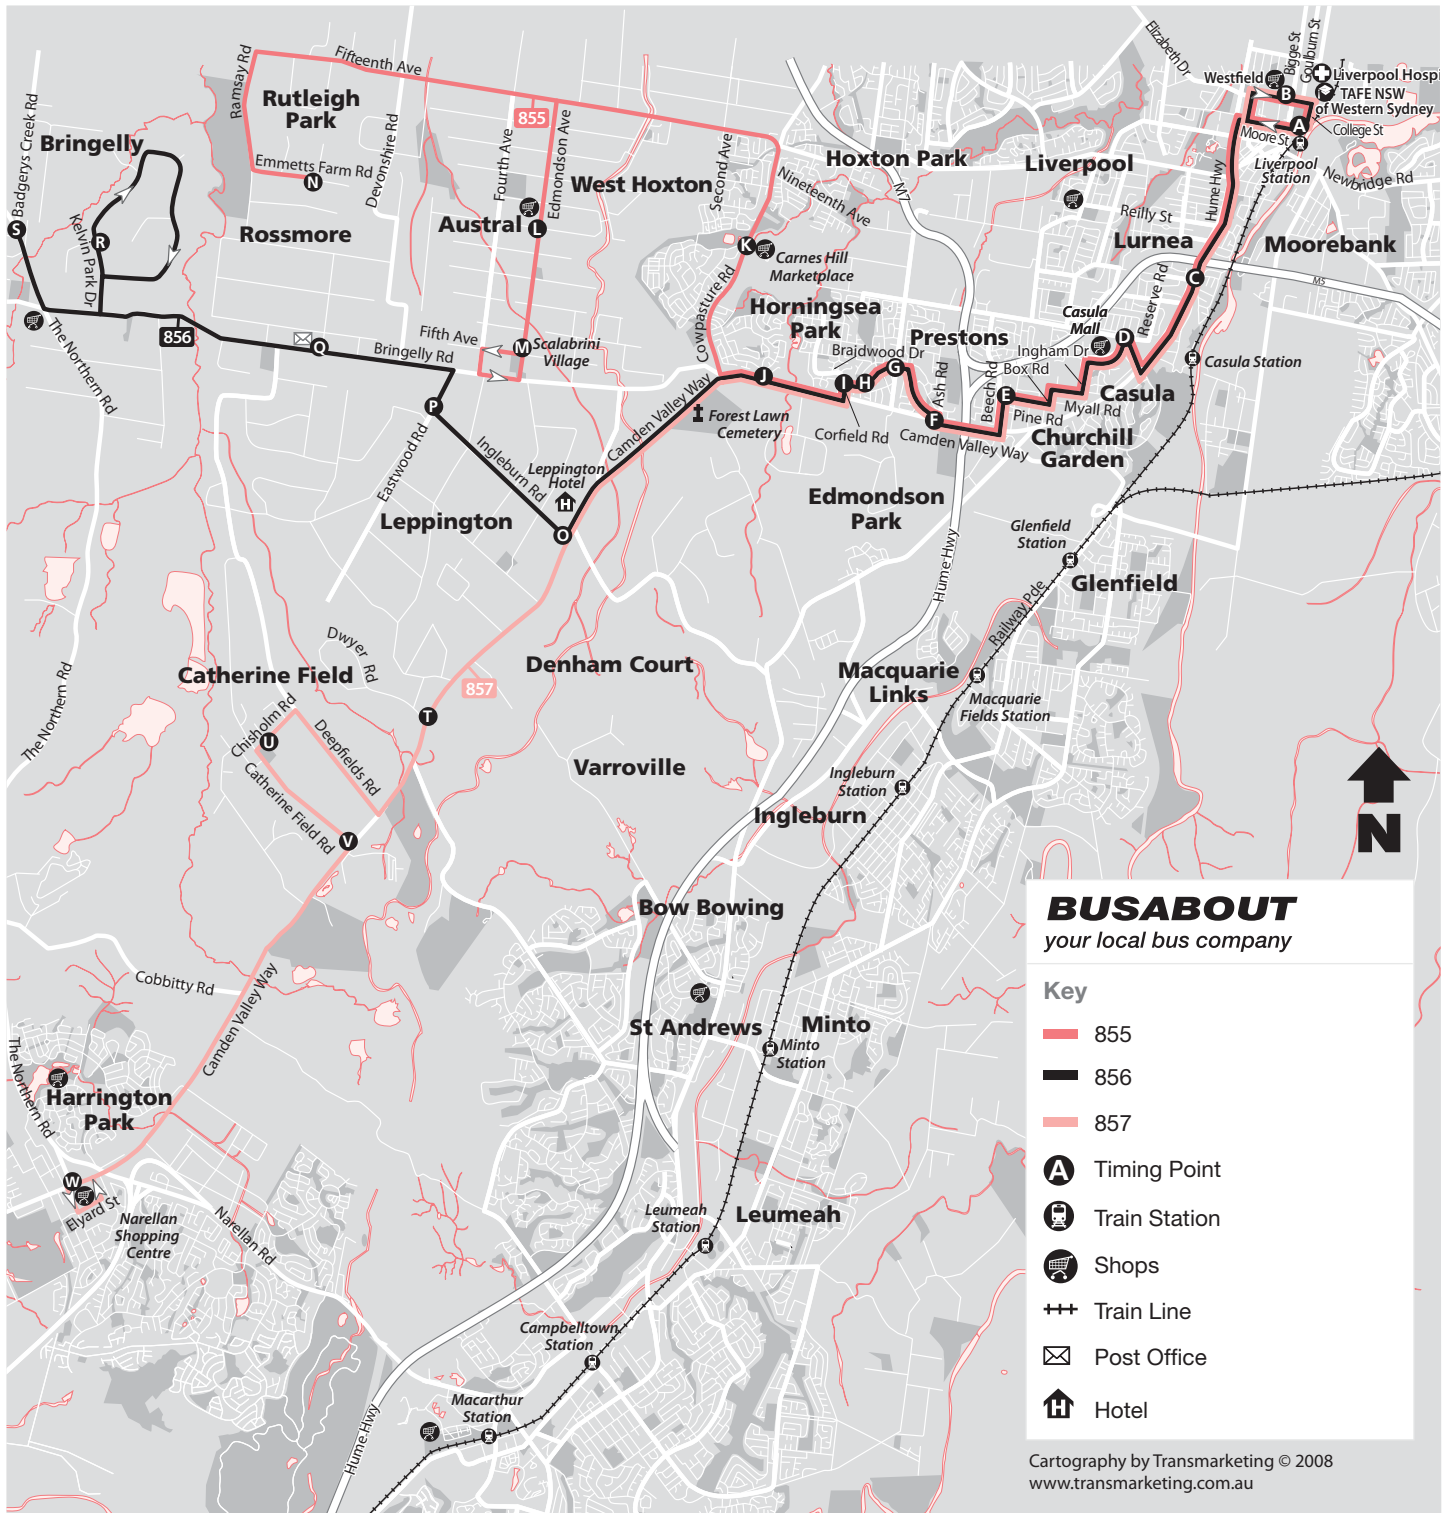 Elizabeth Dr
Bigge St
Goulburn St
Westfield
B
Liverpool Hospi
TAFE NSW
of Western Sydney
A
College St
Moore St
Liverpool
Station
Newbridge Rd
Ramsay Rd
Fifteenth Ave
Rutleigh
Park
855
Badgerys Creek Rd
Bringelly
Emmetts Farm Rd
N
Devonshire Rd
Fourth Ave
Edmondson Ave
West Hoxton
Second Ave
Hoxton Park
M7
Nineteenth Ave
Liverpool
Reilly St
Hume Hwy
S
Kelvin Park Dr
R
Rossmore
Austral
L
K
Carnes Hill
Marketplace
Lurnea
Moorebank
C
M5
Cowpasture Rd
Horningsea
Park
Reserve Rd
Casula
Mall
D
The Northern Rd
856
Q
Fifth Ave
Bringelly Rd
M
Scalabrini
Village
Prestons
Braidwood Dr
Ingham Dr
Box Rd
Casula Station
J
I
H
G
Ash Rd
Beech Rd
E
Casula
Myall Rd
Pine Rd
P
Forest Lawn
Cemetery
Corfield Rd
F
Camden Valley Way
Churchill
Garden
Camden Valley Way
Eastwood Rd
Ingleburn Rd
Leppington
Hotel
H
Leppington
O
Edmondson
Park
Glenfield
Station
Hume Hwy
Glenfield
Railway Pde
Dwyer Rd
Catherine Field
Denham Court
857
Macquarie
Links
Macquarie
Fields Station
The Northern Rd
Chisholm Rd
U
Deepfields Rd
T
Catherine Field Rd
V
Varroville
Ingleburn
Station
Ingleburn
N
Bow Bowing
Cobbitty Rd
Camden Valley Way
St Andrews
Minto
Minto
Station
The Northern Rd
Harrington
Park
W
Elyard St
Narellan
Shopping
Centre
Narellan Rd
Leumeah
Station
Leumeah
Campbelltown
Station
Macarthur
Station
Hume Hwy
BUSABOUT
your local bus company
Key
855
856
857
A Timing Point
Train Station
Shops
Train Line
Post Office
H Hotel
Cartography by Transmarketing © 2008
www.transmarketing.com.au